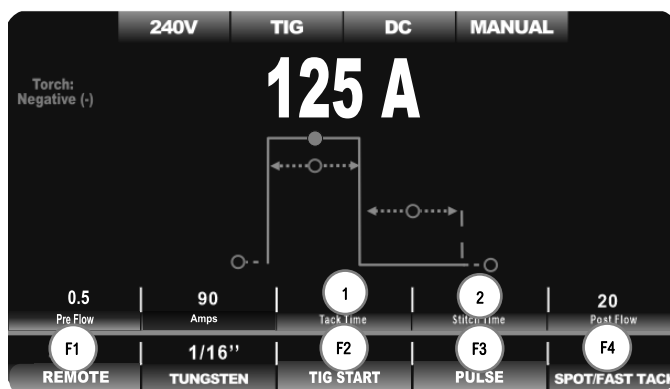 240V TIG DC MANUAL
125 A
Torch:
Negative (-)
0.5 90 1 2 20
Pre Flow Amps Tack Time Stitch Time Post Flow
F1 1/16’’ F2 F3 F4
REMOTE TUNGSTEN TIG START PULSE SPOT/FAST TACK